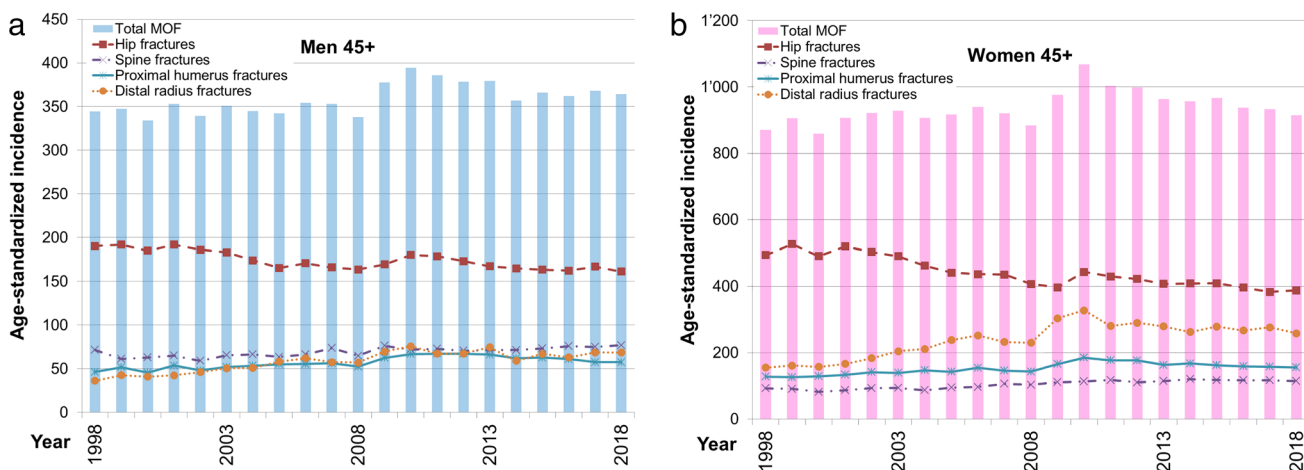 a
Men 45+
Total MOF
Hip fractures
Spine fractures
Proximal humerus fractures
Distal radius fractures
Age-standardized incidence
450
400
350
300
250
200
150
100
50
0
Year
1998
2003
2008
2013
2018
b
Women 45+
Total MOF
Hip fractures
Spine fractures
Proximal humerus fractures
Distal radius fractures
Age-standardized incidence
1'200
1'000
800
600
400
200
0
Year
1998
2003
2008
2013
2018